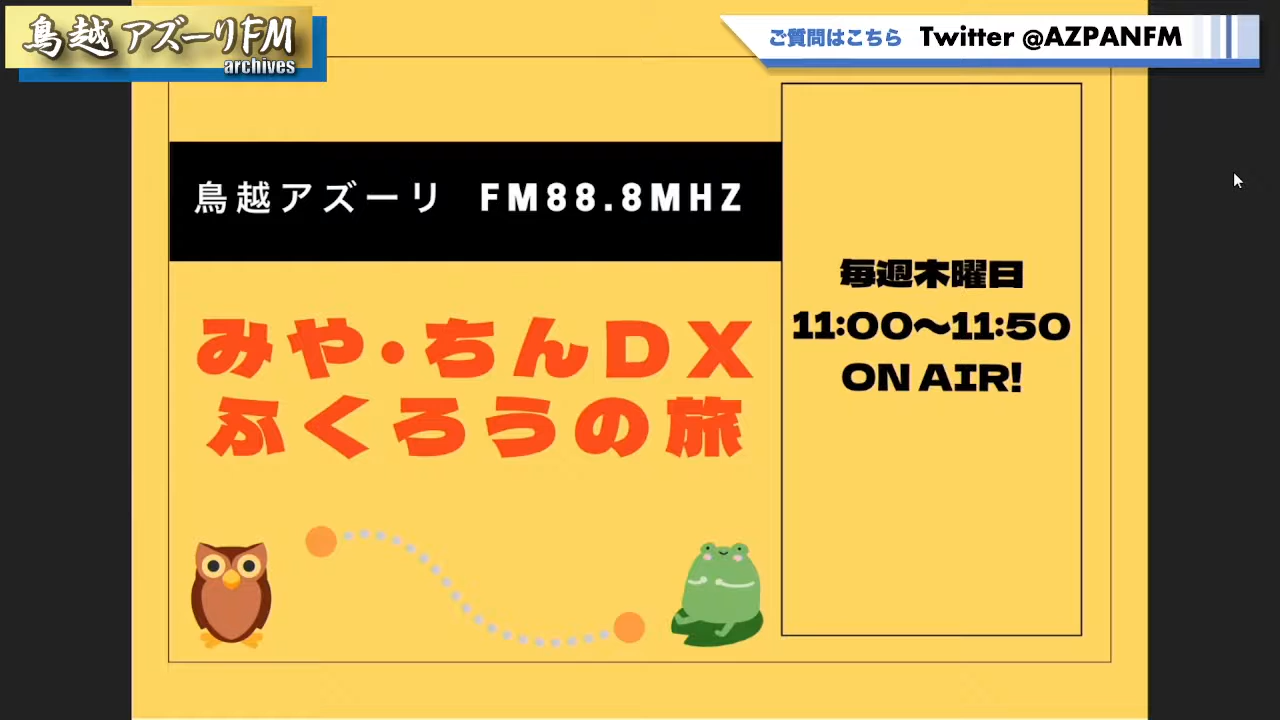 鳥越アズーリFM
archives
ご質問はこちら Twitter @AZPANFM
鳥越アズーリ FM88.8MHZ
みや・ちんDX
ふくろうの旅
毎週木曜日
11:00〜11:50
ON AIR!